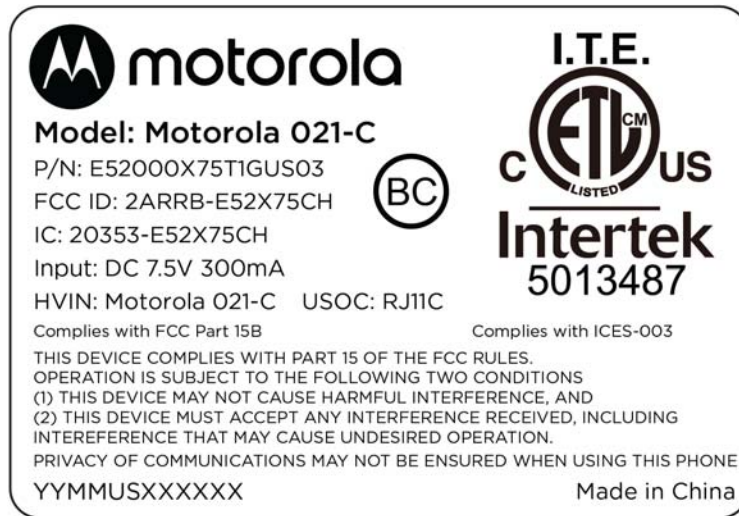 motorola
I.T.E.
C ETL CM US
LISTED
Intertek
5013487
Model: Motorola 021-C
P/N: E52000X75T1GUS03
FCC ID: 2ARRB-E52X75CH
BC
IC: 20353-E52X75CH
Input: DC 7.5V 300mA
HVIN: Motorola 021-C USOC: RJ11C
Complies with FCC Part 15B Complies with ICES-003
THIS DEVICE COMPLIES WITH PART 15 OF THE FCC RULES.
OPERATION IS SUBJECT TO THE FOLLOWING TWO CONDITIONS
(1) THIS DEVICE MAY NOT CAUSE HARMFUL INTERFERENCE, AND
(2) THIS DEVICE MUST ACCEPT ANY INTERFERENCE RECEIVED, INCLUDING
INTEREFERENCE THAT MAY CAUSE UNDESIRED OPERATION.
PRIVACY OF COMMUNICATIONS MAY NOT BE ENSURED WHEN USING THIS PHONE
YYMMUSXXXXXX Made in China